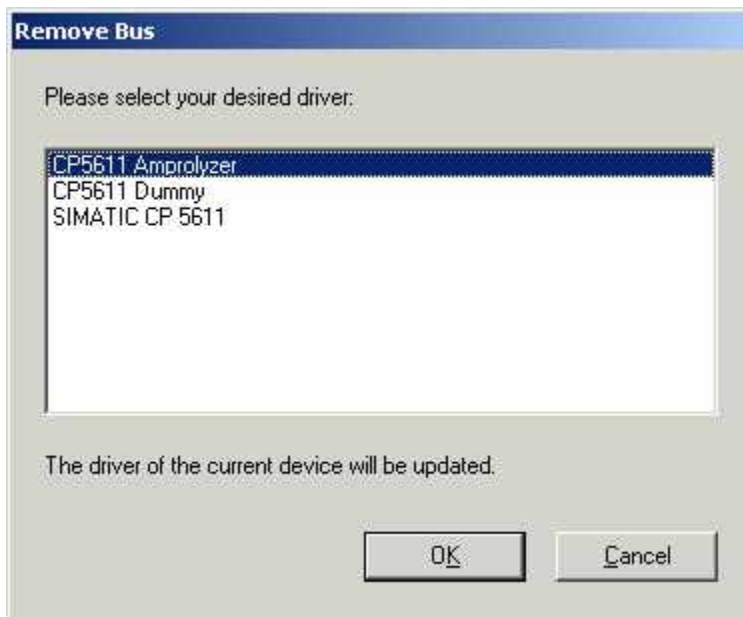 Remove Bus
Please select your desired driver:
CP5611 Amprolyzer
CP5611 Dummy
SIMATIC CP 5611
The driver of the current device will be updated.
OK
Cancel